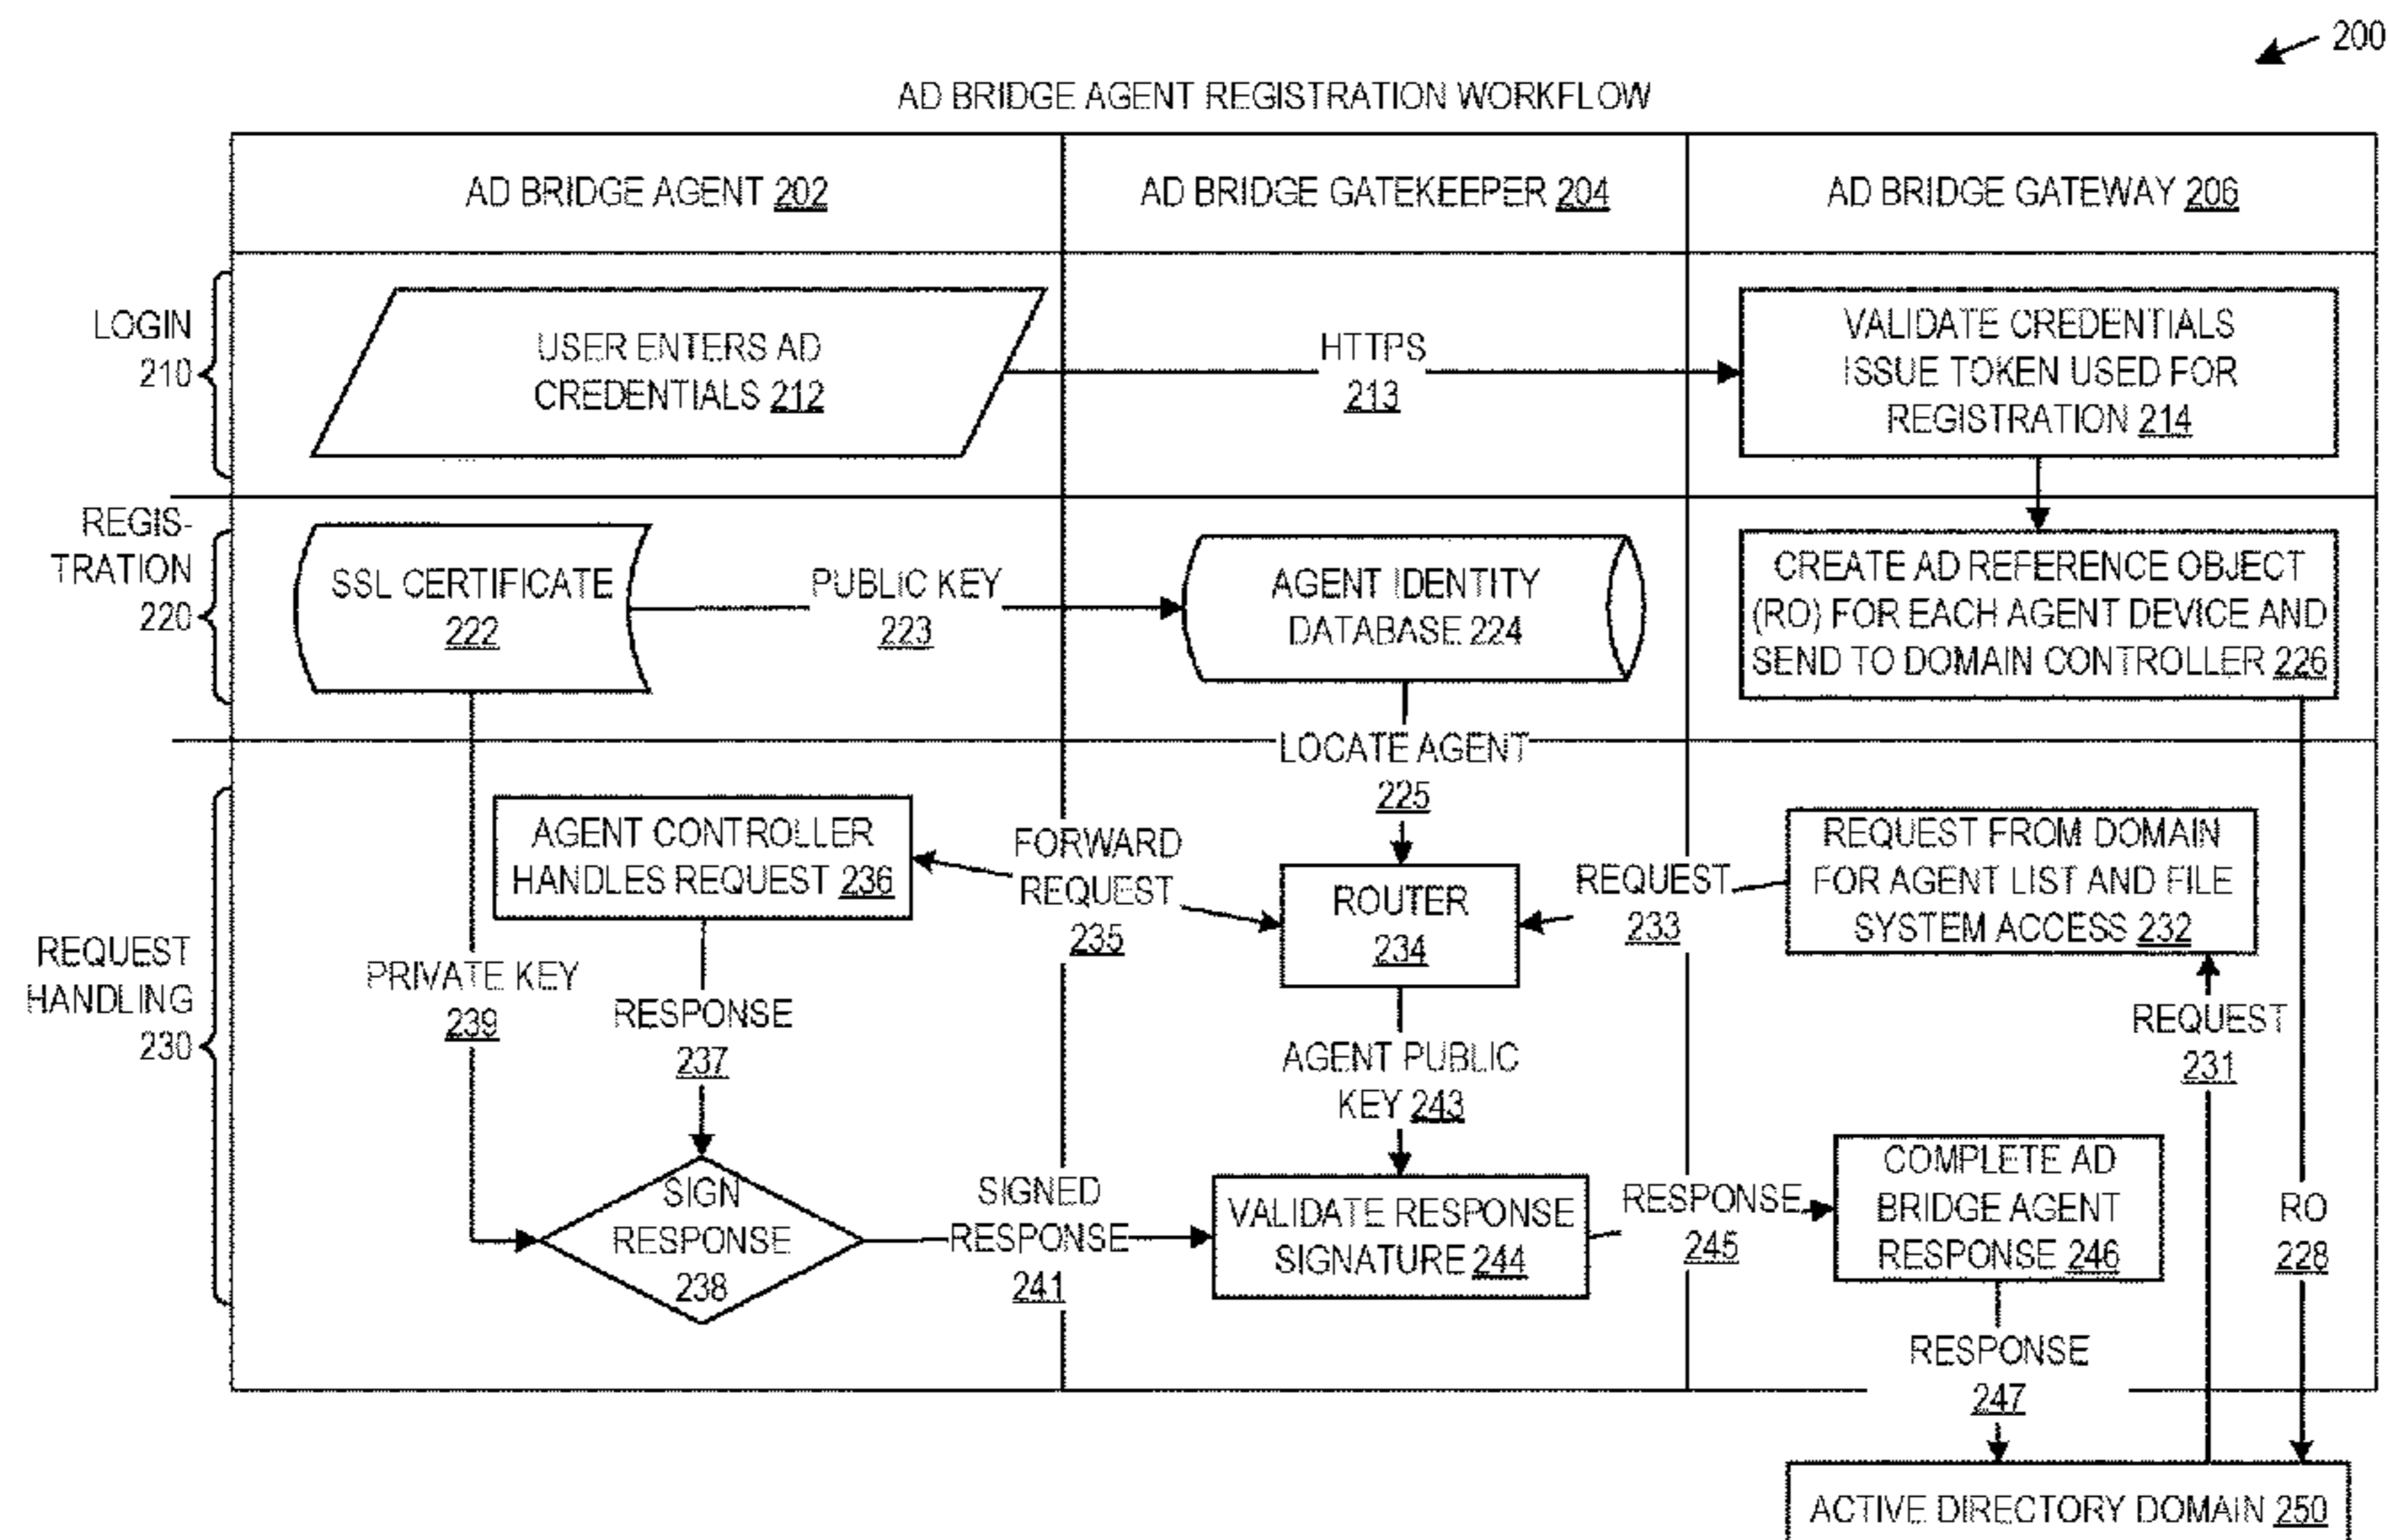 200
AD BRIDGE AGENT REGISTRATION WORKFLOW
AD BRIDGE AGENT 202
AD BRIDGE GATEKEEPER 204
AD BRIDGE GATEWAY 206
LOGIN
210
USER ENTERS AD
CREDENTIALS 212
HTTPS
213
VALIDATE CREDENTIALS
ISSUE TOKEN USED FOR
REGISTRATION 214
REGIS-
TRATION
220
SSL CERTIFICATE
222
PUBLIC KEY
223
AGENT IDENTITY
DATABASE 224
CREATE AD REFERENCE OBJECT
(RO) FOR EACH AGENT DEVICE AND
SEND TO DOMAIN CONTROLLER 226
LOCATE AGENT
225
REQUEST
HANDLING
230
AGENT CONTROLLER
HANDLES REQUEST 236
FORWARD
REQUEST
235
ROUTER
234
REQUEST
233
REQUEST FROM DOMAIN
FOR AGENT LIST AND FILE
SYSTEM ACCESS 232
PRIVATE KEY
239
RESPONSE
237
AGENT PUBLIC
KEY 243
REQUEST
231
SIGN
RESPONSE
238
SIGNED
RESPONSE
241
VALIDATE RESPONSE
SIGNATURE 244
RESPONSE
245
COMPLETE AD
BRIDGE AGENT
RESPONSE 246
RO
228
RESPONSE
247
ACTIVE DIRECTORY DOMAIN 250